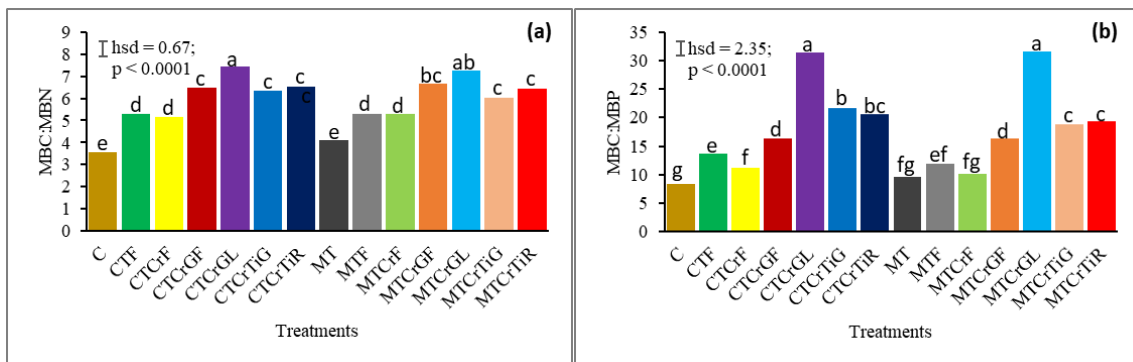 (a)
hsd = 0.67;
p < 0.0001
MBC:MBN
9
8
7
6
5
4
3
2
1
0
e
d
d
c
a
c
c
c
e
d
d
bc
ab
c
c
C
CTF
CTCrF
CTCrGF
CTCrGL
CTCrTiG
CTCrTiR
MT
MTF
MTCrF
MTCrGF
MTCrGL
MTCrTiG
MTCrTiR
Treatments
(b)
hsd = 2.35;
p < 0.0001
MBC:MBP
35
30
25
20
15
10
5
0
g
e
f
d
a
b
bc
fg
ef
fg
d
a
c
c
C
CTF
CTCrF
CTCrGF
CTCrGL
CTCrTiG
CTCrTiR
MT
MTF
MTCrF
MTCrGF
MTCrGL
MTCrTiG
MTCrTiR
Treatments